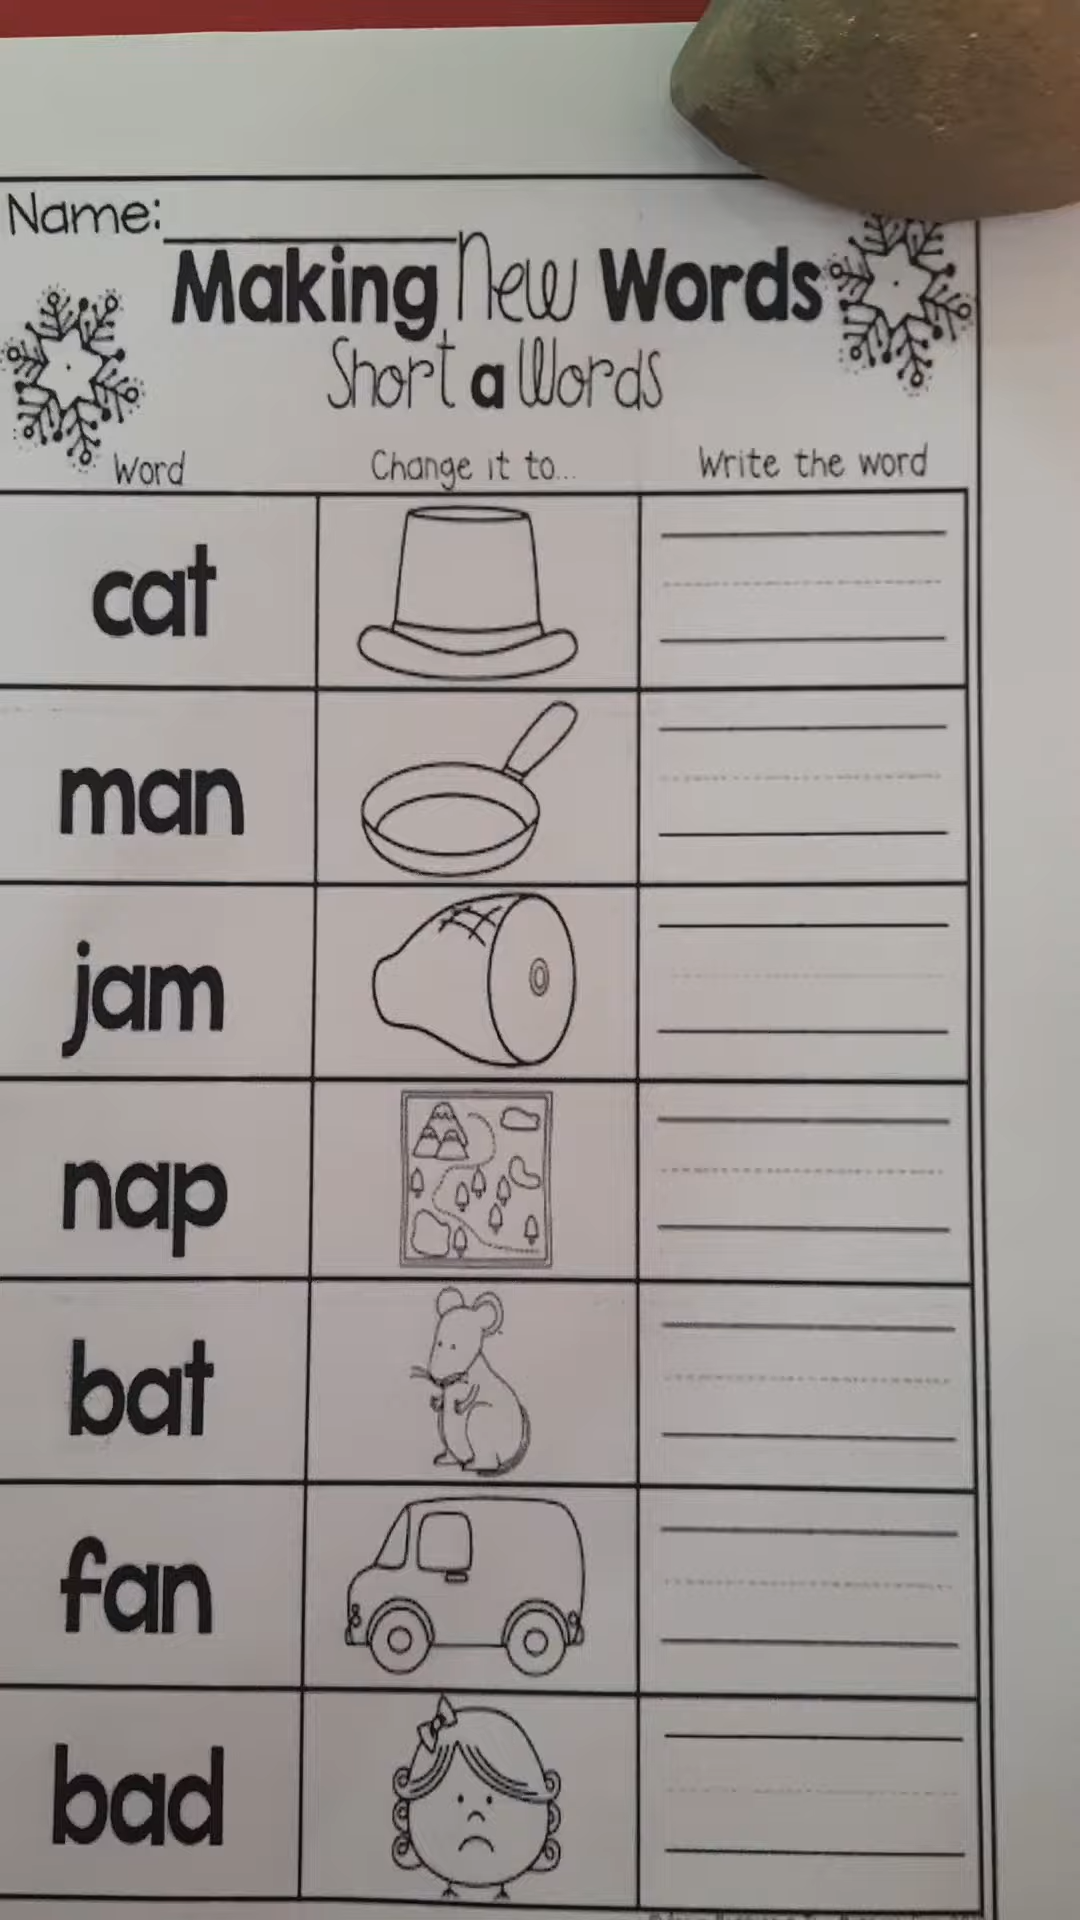 Name:
Making New Words
Short a Words
Word Change it to... Write the word
cat
man
jam
nap
bat
fan
bad